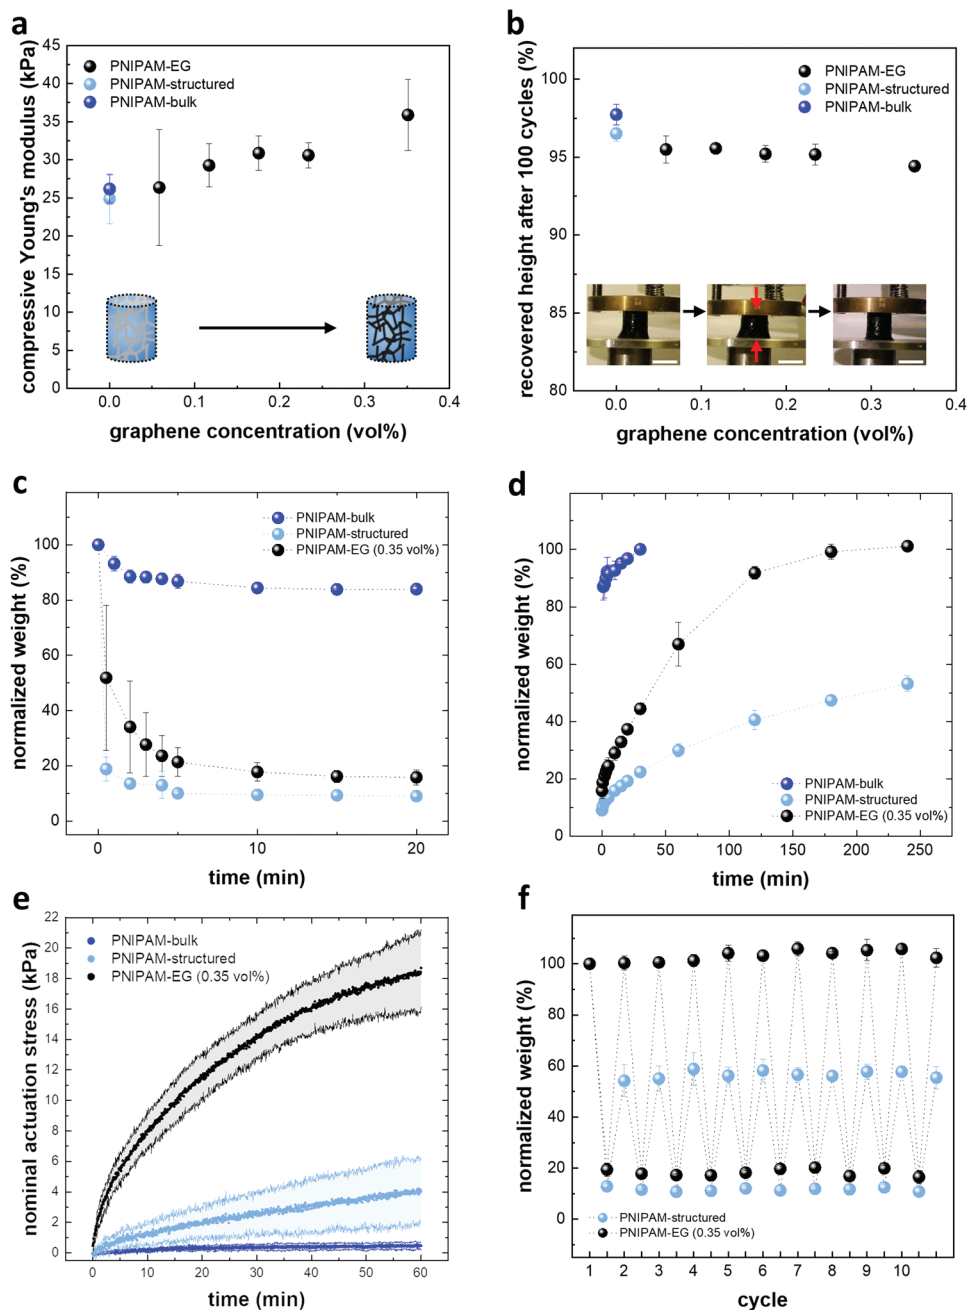 a
compressive Young's modulus (kPa)
45
40
35
30
25
20
15
10
5
0
PNIPAM-EG
PNIPAM-structured
PNIPAM-bulk
0.0 0.1 0.2 0.3 0.4
graphene concentration (vol%)
b
recovered height after 100 cycles (%)
100
95
90
85
80
PNIPAM-EG
PNIPAM-structured
PNIPAM-bulk
0.0 0.1 0.2 0.3 0.4
graphene concentration (vol%)
c
normalized weight (%)
100
80
60
40
20
0
PNIPAM-bulk
PNIPAM-structured
PNIPAM-EG (0.35 vol%)
0 10 20
time (min)
d
normalized weight (%)
100
80
60
40
20
0
PNIPAM-bulk
PNIPAM-structured
PNIPAM-EG (0.35 vol%)
0 50 100 150 200 250
time (min)
e
nominal actuation stress (kPa)
22
20
18
16
14
12
10
8
6
4
2
0
PNIPAM-bulk
PNIPAM-structured
PNIPAM-EG (0.35 vol%)
0 10 20 30 40 50 60
time (min)
f
normalized weight (%)
100
80
60
40
20
0
PNIPAM-structured
PNIPAM-EG (0.35 vol%)
1 2 3 4 5 6 7 8 9 10
cycle